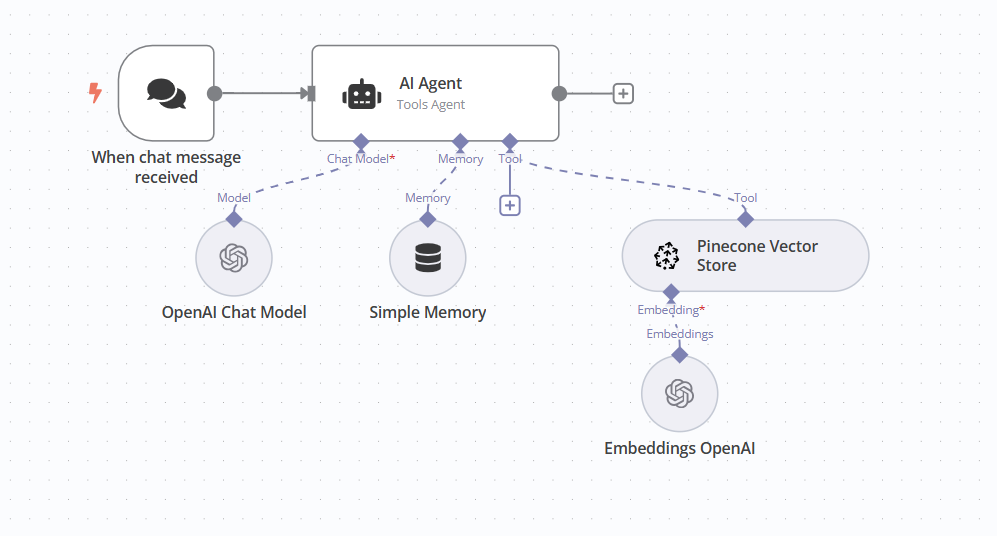 AI Agent
Tools Agent
When chat message
received
Chat Model*
Memory
Tool
Model
Memory
Tool
OpenAI Chat Model
Simple Memory
Pinecone Vector
Store
Embedding*
Embeddings
Embeddings OpenAI